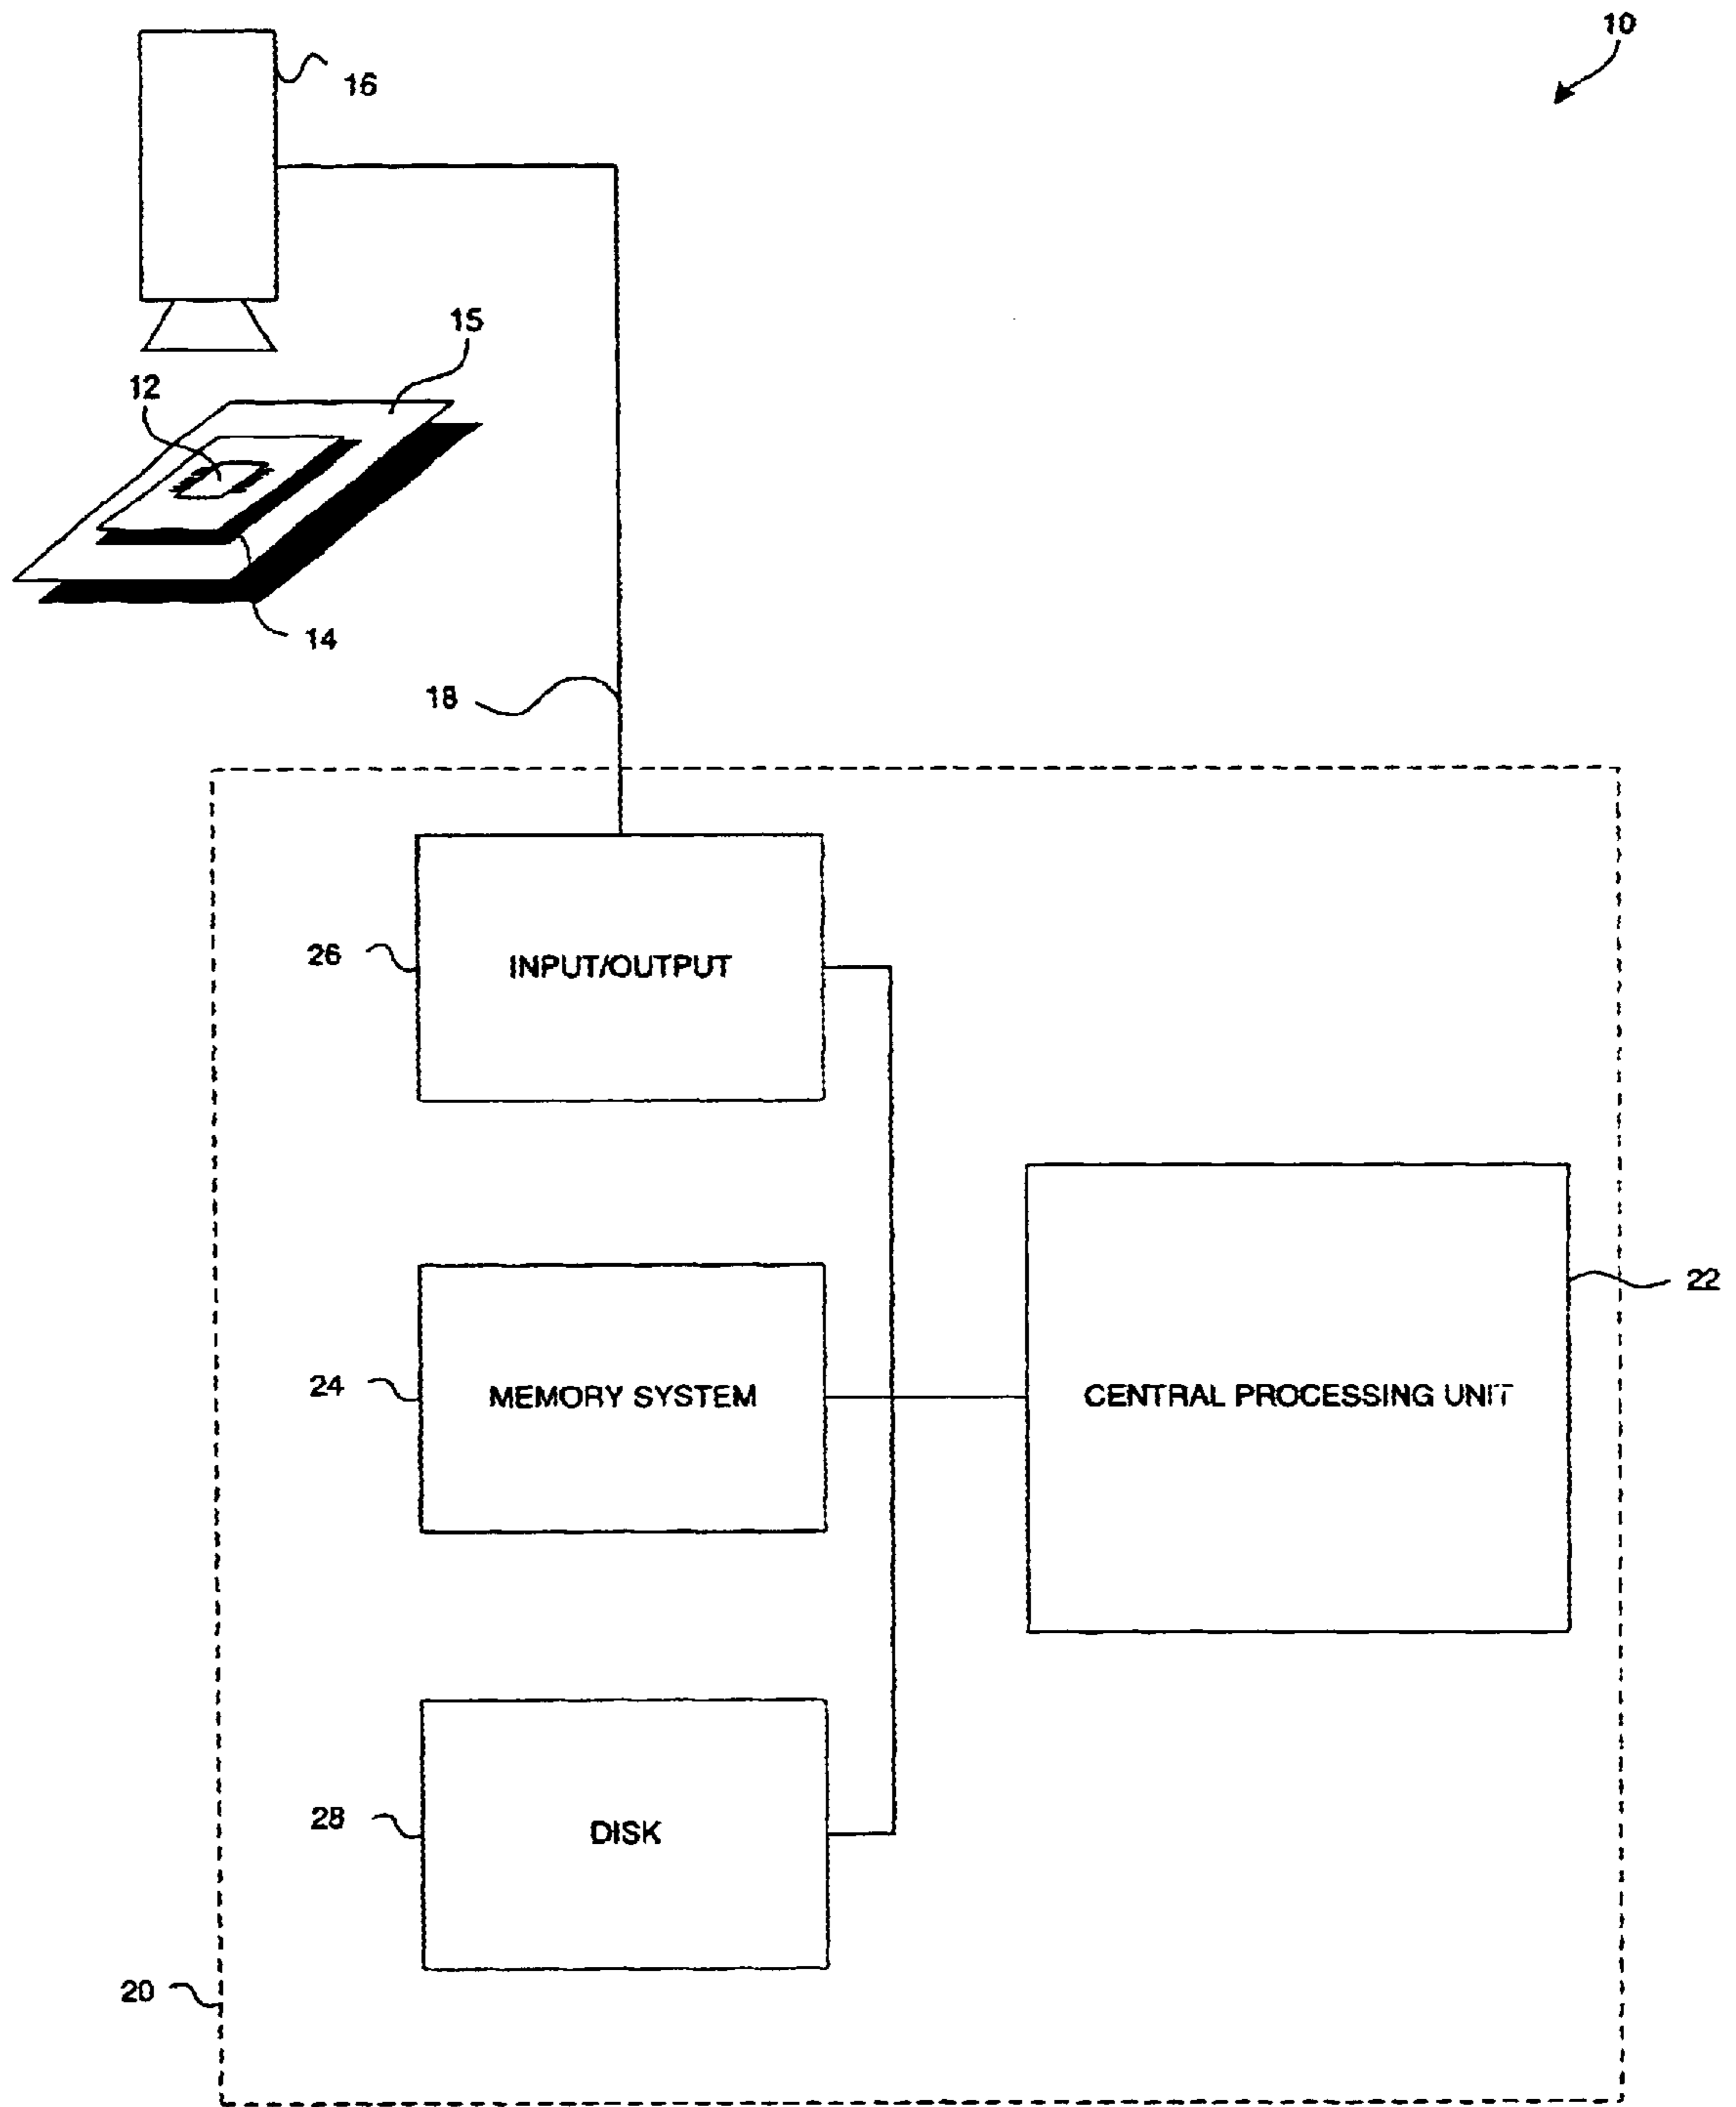 10
16
15
12
14
18
26
INPUT/OUTPUT
22
24
MEMORY SYSTEM
CENTRAL PROCESSING UNIT
28
DISK
20